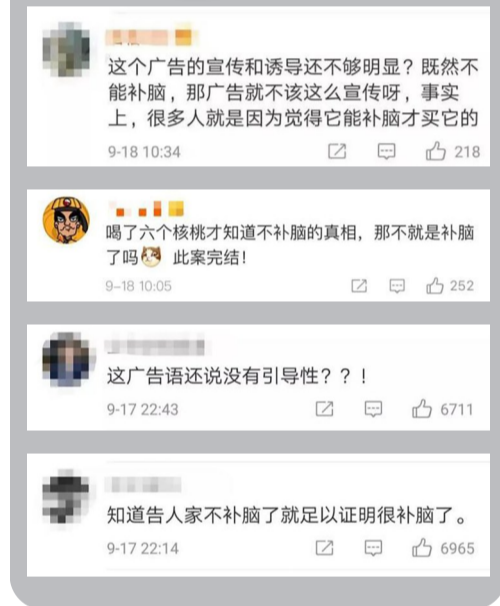 这个广告的宣传和诱导还不够明显？既然不
能补脑，那广告就不该这么宣传呀，事实
上，很多人就是因为觉得它能补脑才买它的
9-18 10:34
218
喝了六个核桃才知道不补脑的真相，那不就是补脑
了吗 此案完结！
9-18 10:05
252
这广告语还说没有引导性？？！
9-17 22:43
6711
知道告人家不补脑了就足以证明很补脑了。
9-17 22:14
6965